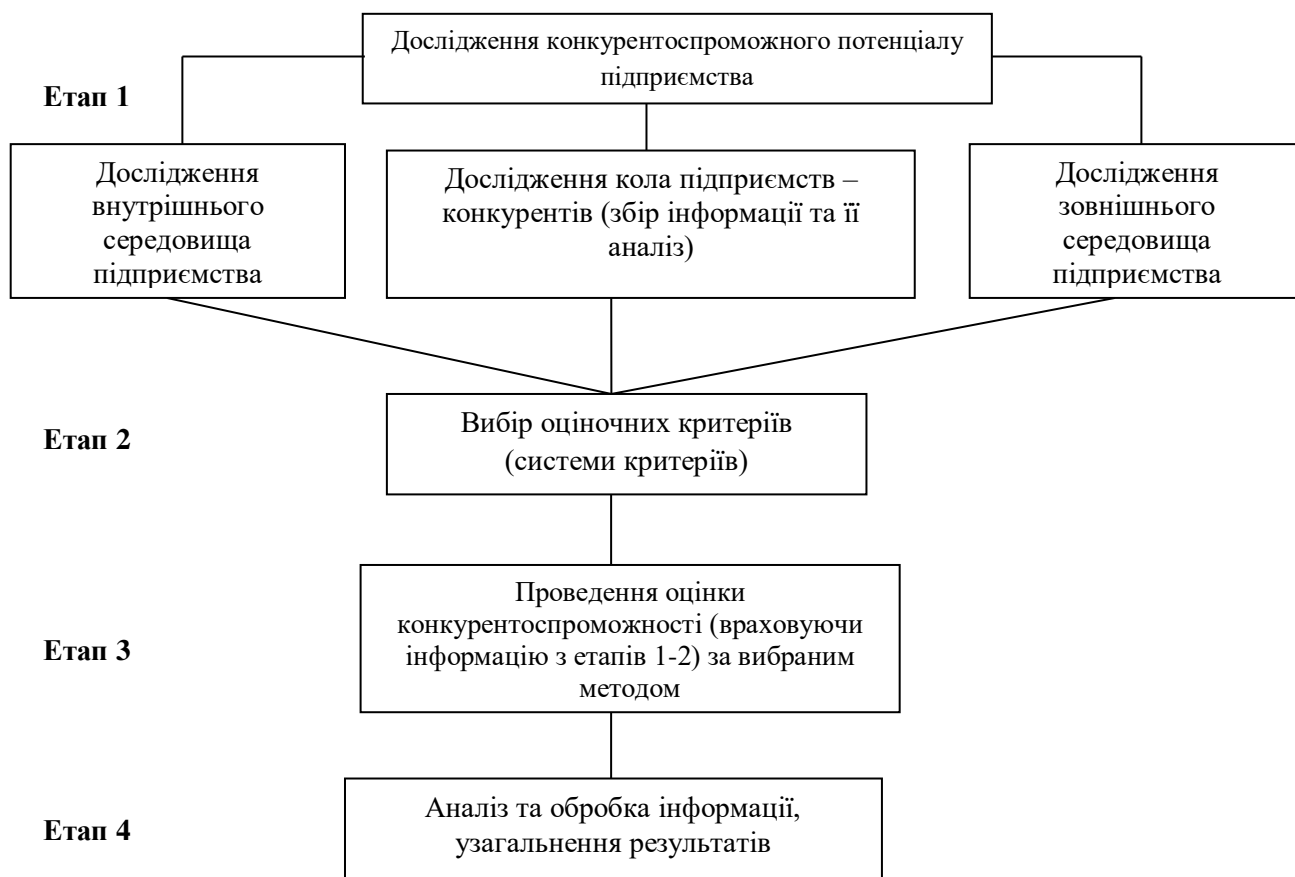 Дослідження конкурентоспроможного потенціалу
підприємства
Етап 1
Дослідження
внутрішнього
середовища
підприємства
Дослідження кола підприємств –
конкурентів (збір інформації та її
аналіз)
Дослідження
зовнішнього
середовища
підприємства
Етап 2
Вибір оціночних критеріїв
(системи критеріїв)
Етап 3
Проведення оцінки
конкурентоспроможності (враховуючи
інформацію з етапів 1-2) за вибраним
методом
Етап 4
Аналіз та обробка інформації,
узагальнення результатів